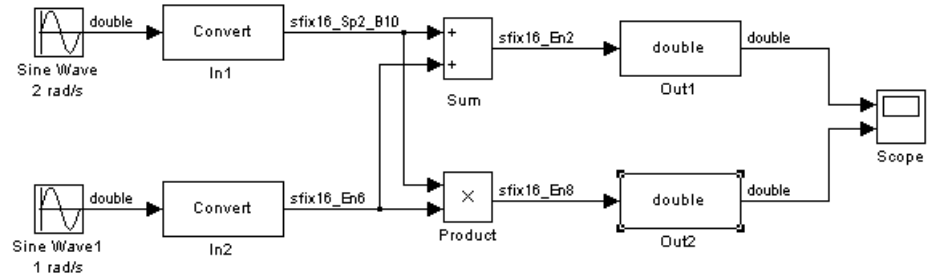 double
Convert
sfix16_Sp2_B10
+
+
sfix16_En2
double
double
Sine Wave
2 rad/s
In1
Sum
Out1
Scope
double
Convert
sfix16_En6
×
sfix16_En8
double
double
Sine Wave1
1 rad/s
In2
Product
Out2